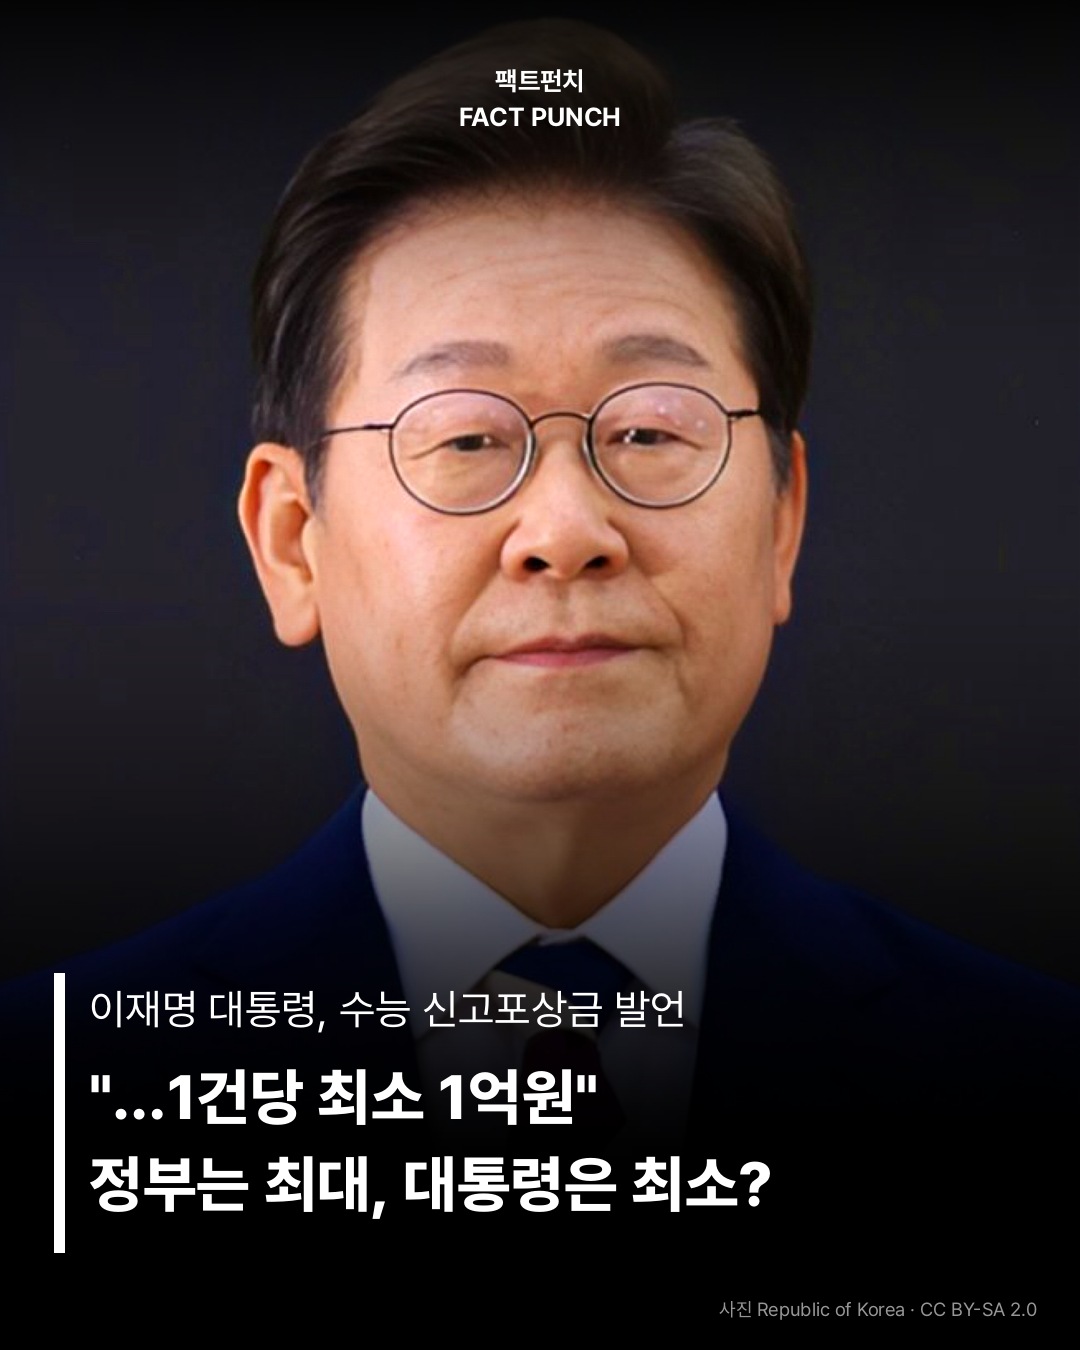 팩트펀치
FACT PUNCH
이재명 대통령, 수능 신고포상금 발언
"...1건당 최소 1억원"
정부는 최대, 대통령은 최소?
사진 Republic of Korea · CC BY-SA 2.0